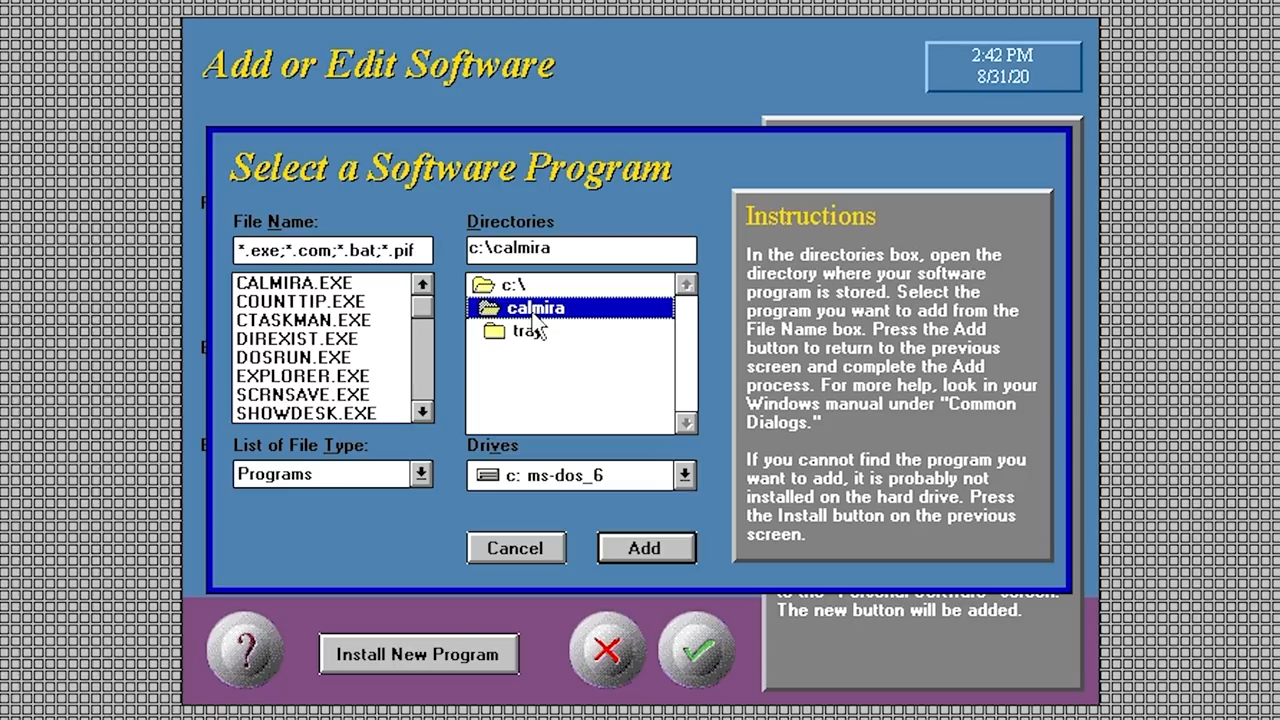 Add or Edit Software
2:42 PM
8/31/20
Select a Software Program
File Name:
*.exe;*.com;*.bat;*.pif
CALMIRA.EXE
COUNTTIP.EXE
CTASKMAN.EXE
DIREXIST.EXE
DOSRUN.EXE
EXPLORER.EXE
SCRNSAVE.EXE
SHOWDESK.EXE
List of File Type:
Programs
Directories
c:\calmira
c:\
calmira
tray
Drives
c: ms-dos_6
Cancel
Add
Instructions
In the directories box, open the
directory where your software
program is stored. Select the
program you want to add from the
File Name box. Press the Add
button to return to the previous
screen and complete the Add
process. For more help, look in your
Windows manual under "Common
Dialogs."
If you cannot find the program you
want to add, it is probably not
installed on the hard drive. Press
the Install button on the previous
screen.
to the "Personal Software" screen.
The new button will be added.
?
Install New Program